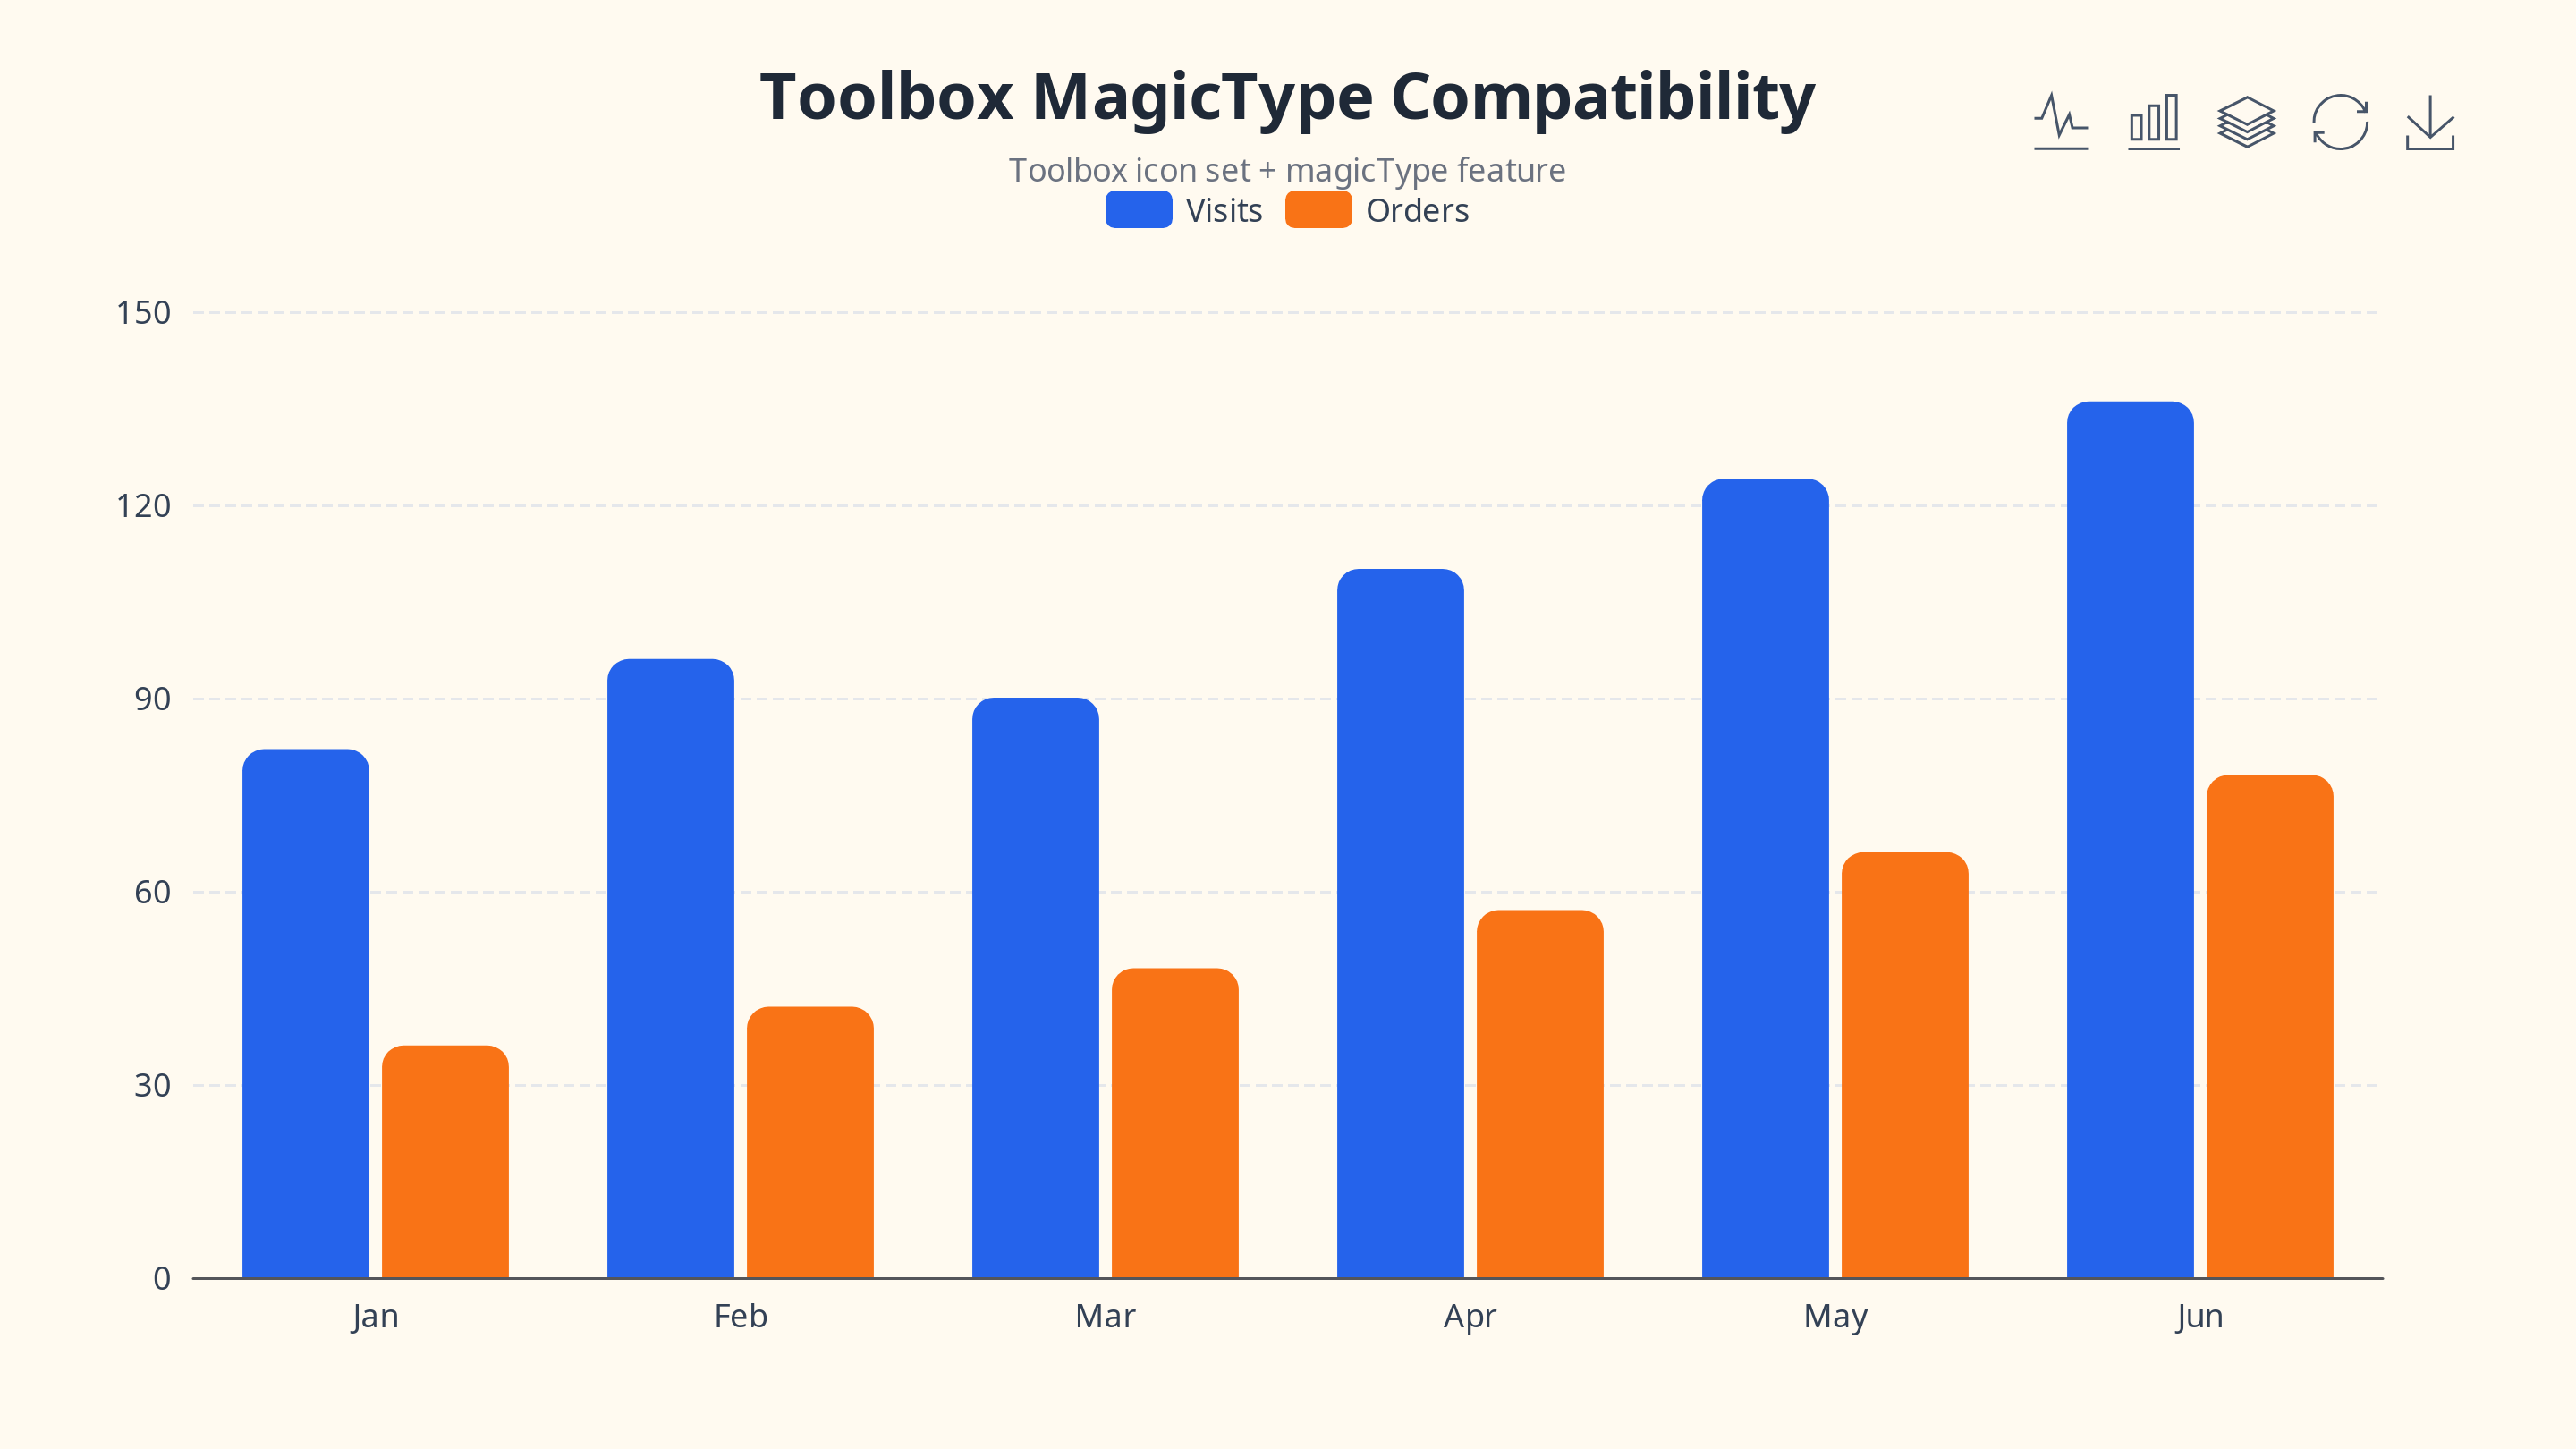 Toolbox MagicType Compatibility
Toolbox icon set + magicType feature
Visits Orders
150
120
90
60
30
0
Jan Feb Mar Apr May Jun